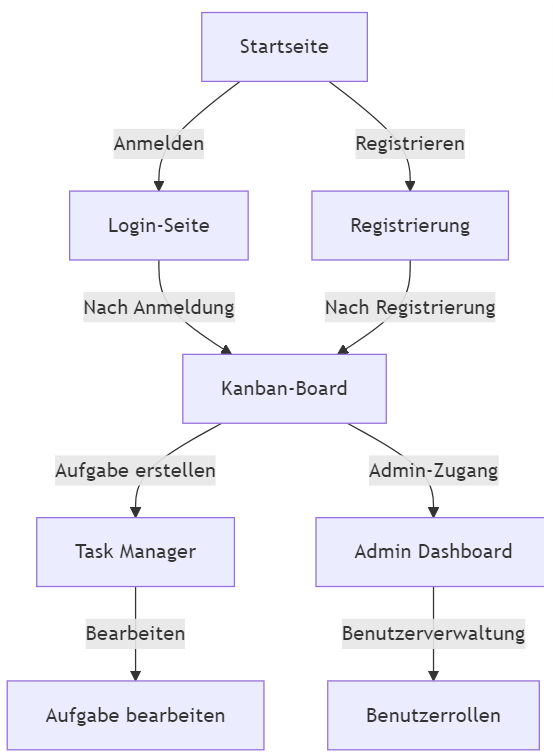 Startseite
Anmelden
Registrieren
Login-Seite
Registrierung
Nach Anmeldung
Nach Registrierung
Kanban-Board
Aufgabe erstellen
Admin-Zugang
Task Manager
Admin Dashboard
Bearbeiten
Benutzerverwaltung
Aufgabe bearbeiten
Benutzerrollen